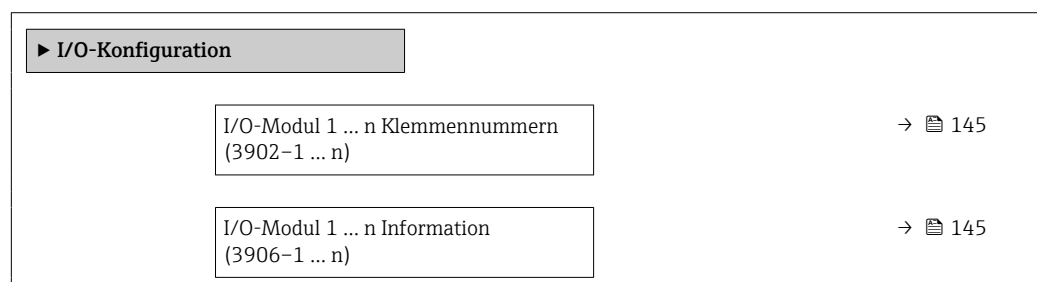 ▶ I/O-Konfiguration
I/O-Modul 1 … n Klemmennummern → 145
(3902–1 … n)
I/O-Modul 1 … n Information → 145
(3906–1 … n)